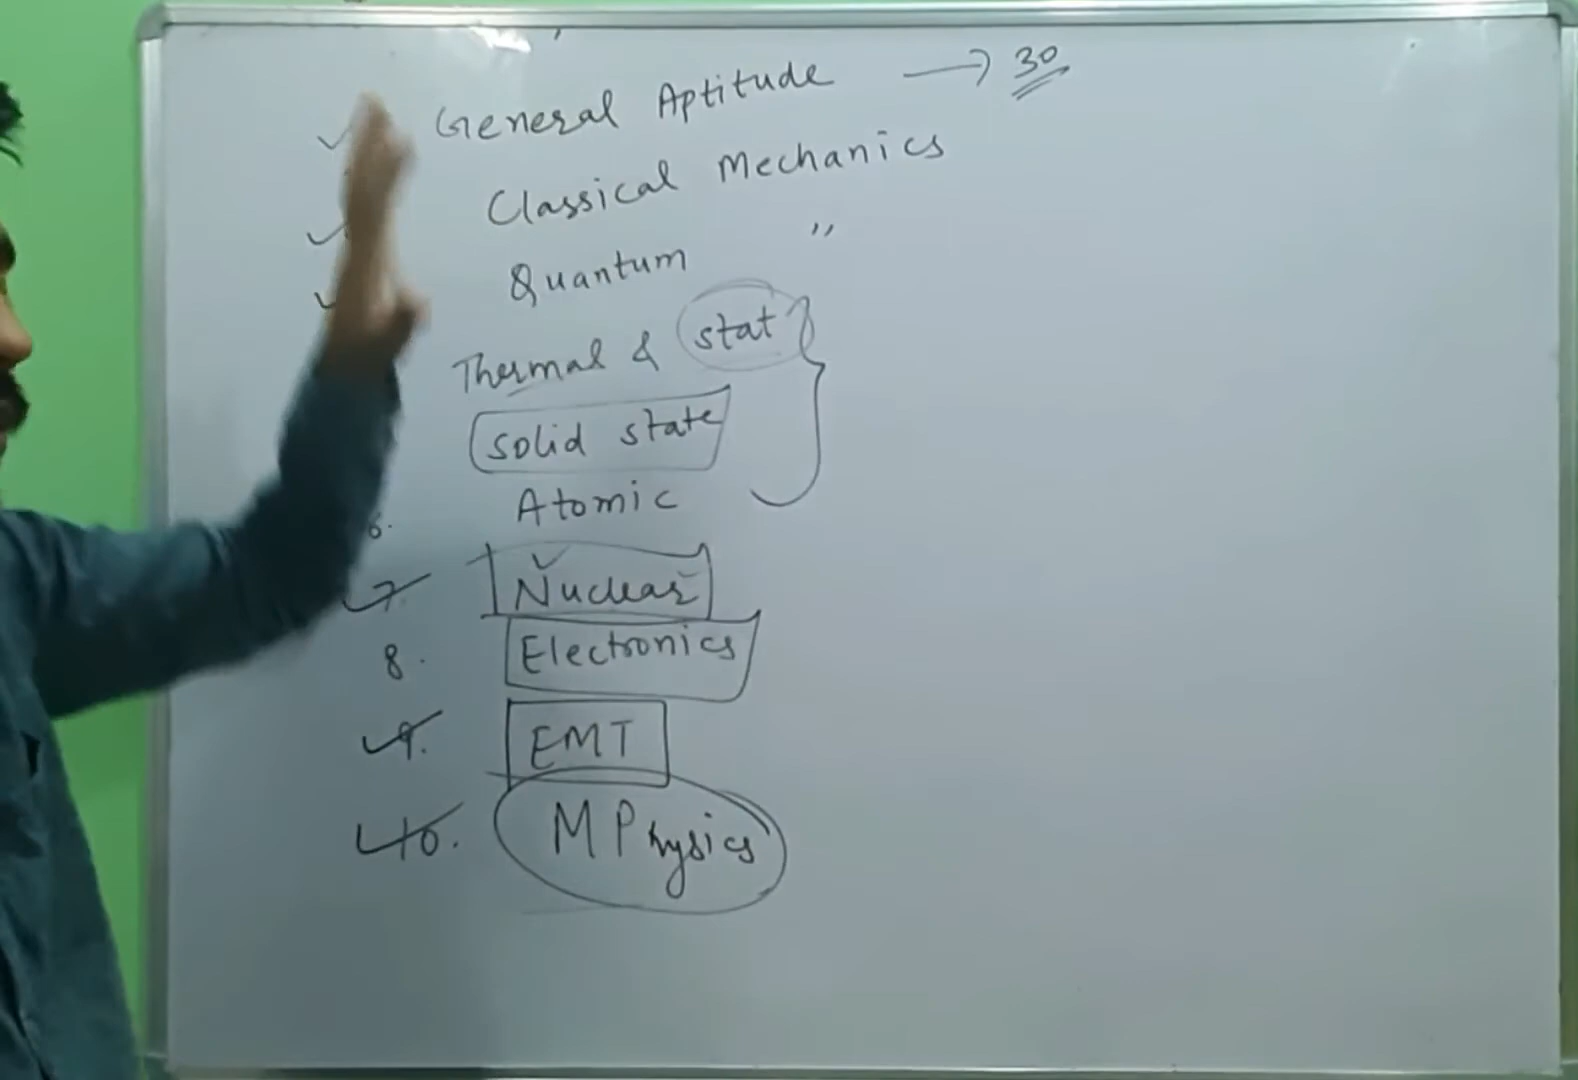 General Aptitude → 30
Classical Mechanics
Quantum "
Thermal & stat
Solid state
6. Atomic
7. Nuclear
8. Electronics
9. EMT
10. M Physics